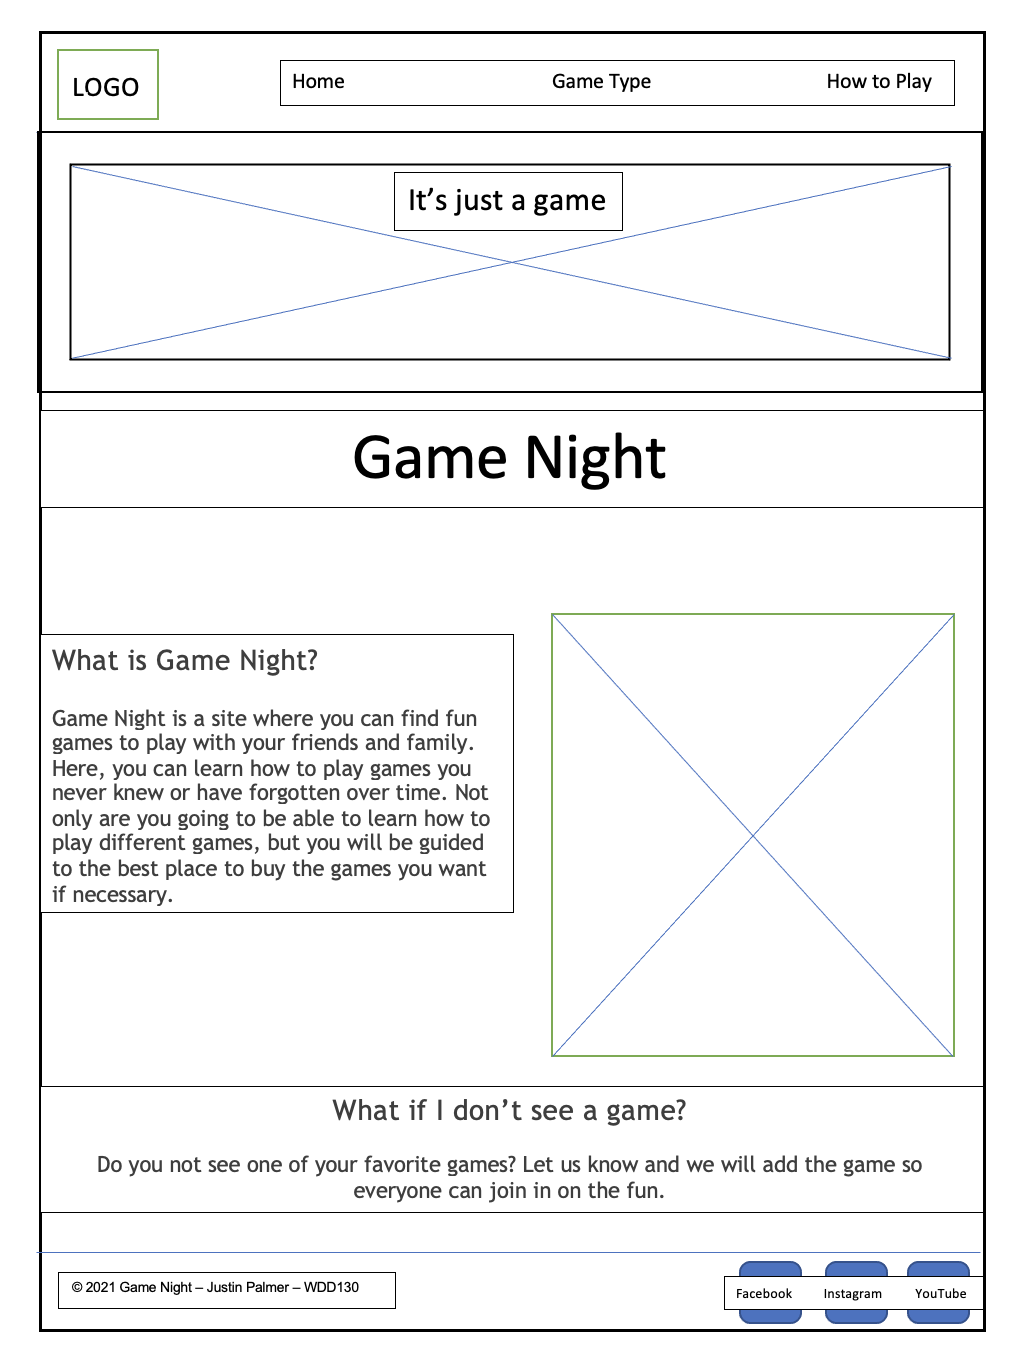 LOGO
Home Game Type How to Play
It’s just a game
Game Night
What is Game Night?
Game Night is a site where you can find fun
games to play with your friends and family.
Here, you can learn how to play games you
never knew or have forgotten over time. Not
only are you going to be able to learn how to
play different games, but you will be guided
to the best place to buy the games you want
if necessary.
What if I don’t see a game?
Do you not see one of your favorite games? Let us know and we will add the game so
everyone can join in on the fun.
© 2021 Game Night – Justin Palmer – WDD130
Facebook Instagram YouTube